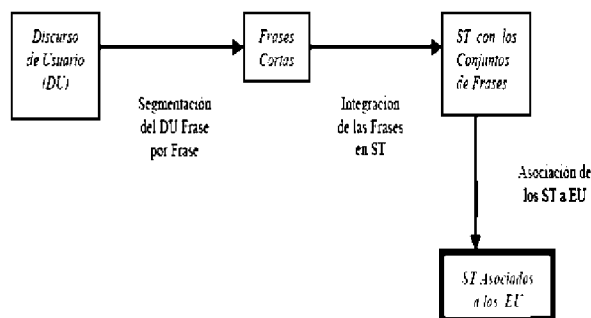 Discurso
de Usuario
(DU)
Frases
Cortas
ST con los
Conjuntos
de Frases
Segmentación
del DU Frase
por Frase
Integracion
de las Frases
en ST
Asociación de
los ST a EU
ST Asociados
a los EU